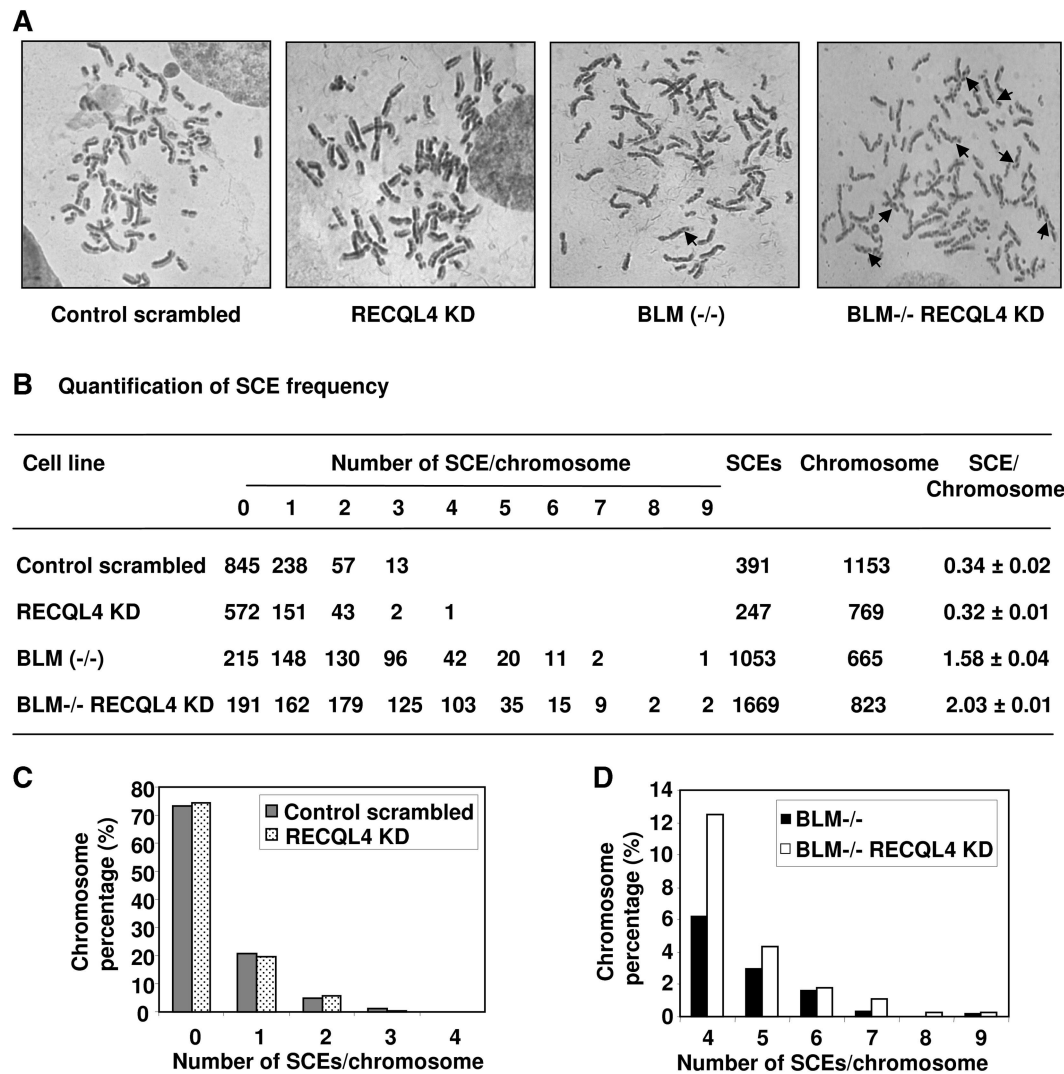 A
Control scrambled
RECQL4 KD
BLM (-/-)
BLM-/- RECQL4 KD
B Quantification of SCE frequency
Cell line Number of SCE/chromosome SCEs Chromosome SCE/
Chromosome
0 1 2 3 4 5 6 7 8 9
Control scrambled 845 238 57 13 391 1153 0.34 ± 0.02
RECQL4 KD 572 151 43 2 1 247 769 0.32 ± 0.01
BLM (-/-) 215 148 130 96 42 20 11 2 1 1053 665 1.58 ± 0.04
BLM-/- RECQL4 KD 191 162 179 125 103 35 15 9 2 2 1669 823 2.03 ± 0.01
C
Chromosome
percentage (%)
80
70
60
50
40
30
20
10
0
Control scrambled
RECQL4 KD
0 1 2 3 4
Number of SCEs/chromosome
D
Chromosome
percentage (%)
14
12
10
8
6
4
2
0
BLM-/-
BLM-/- RECQL4 KD
4 5 6 7 8 9
Number of SCEs/chromosome